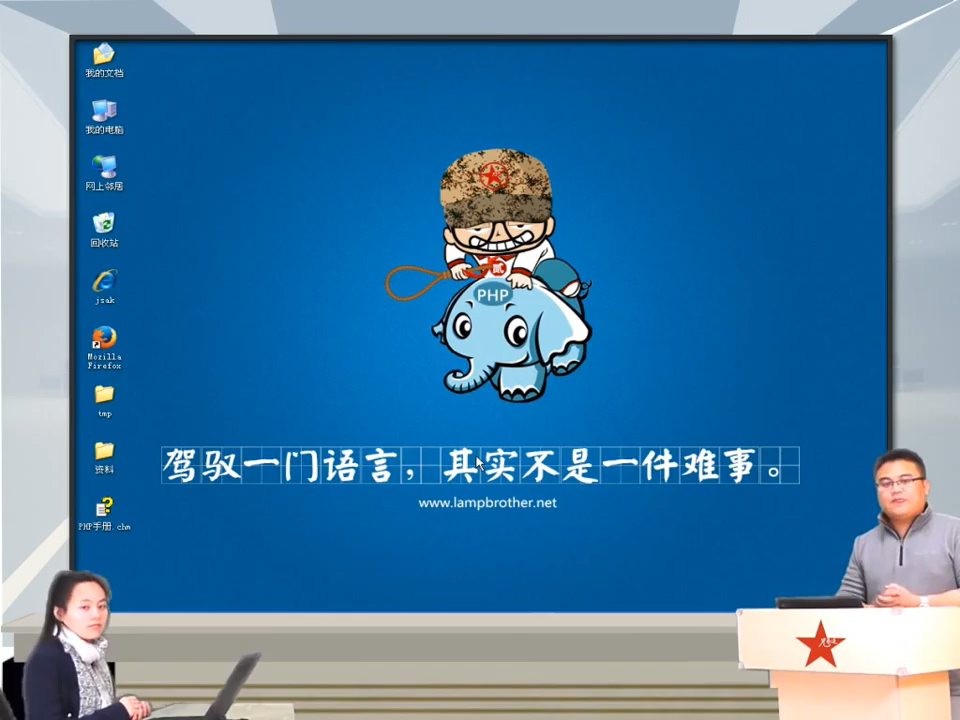 我的文档
我的电脑
网上邻居
回收站
jsak
Mozilla
Firefox
tmp
资料
PHP手册.chm
贰
PHP
驾驭一门语言，其实不是一件难事。
www.lampbrother.net